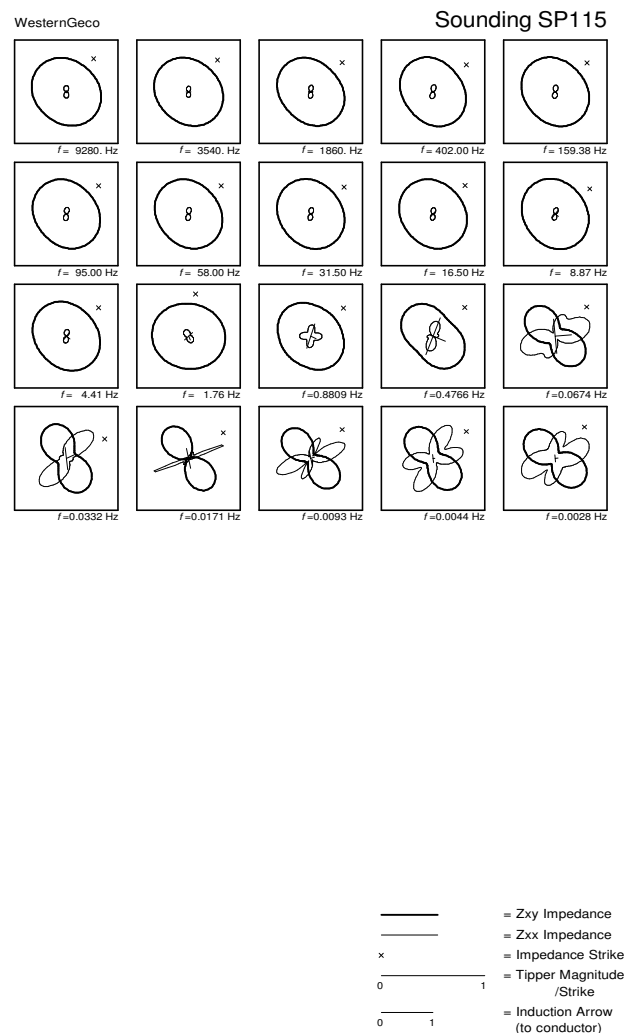 WesternGeco
Sounding SP115
f = 9280. Hz f = 3540. Hz f = 1860. Hz f = 402.00 Hz f = 159.38 Hz
f = 95.00 Hz f = 58.00 Hz f = 31.50 Hz f = 16.50 Hz f = 8.87 Hz
f = 4.41 Hz f = 1.76 Hz f =0.8809 Hz f =0.4766 Hz f =0.0674 Hz
f =0.0332 Hz f =0.0171 Hz f =0.0093 Hz f =0.0044 Hz f =0.0028 Hz
= Zxy Impedance
= Zxx Impedance
× = Impedance Strike
= Tipper Magnitude
0 1 /Strike
= Induction Arrow
0 1 (to conductor)